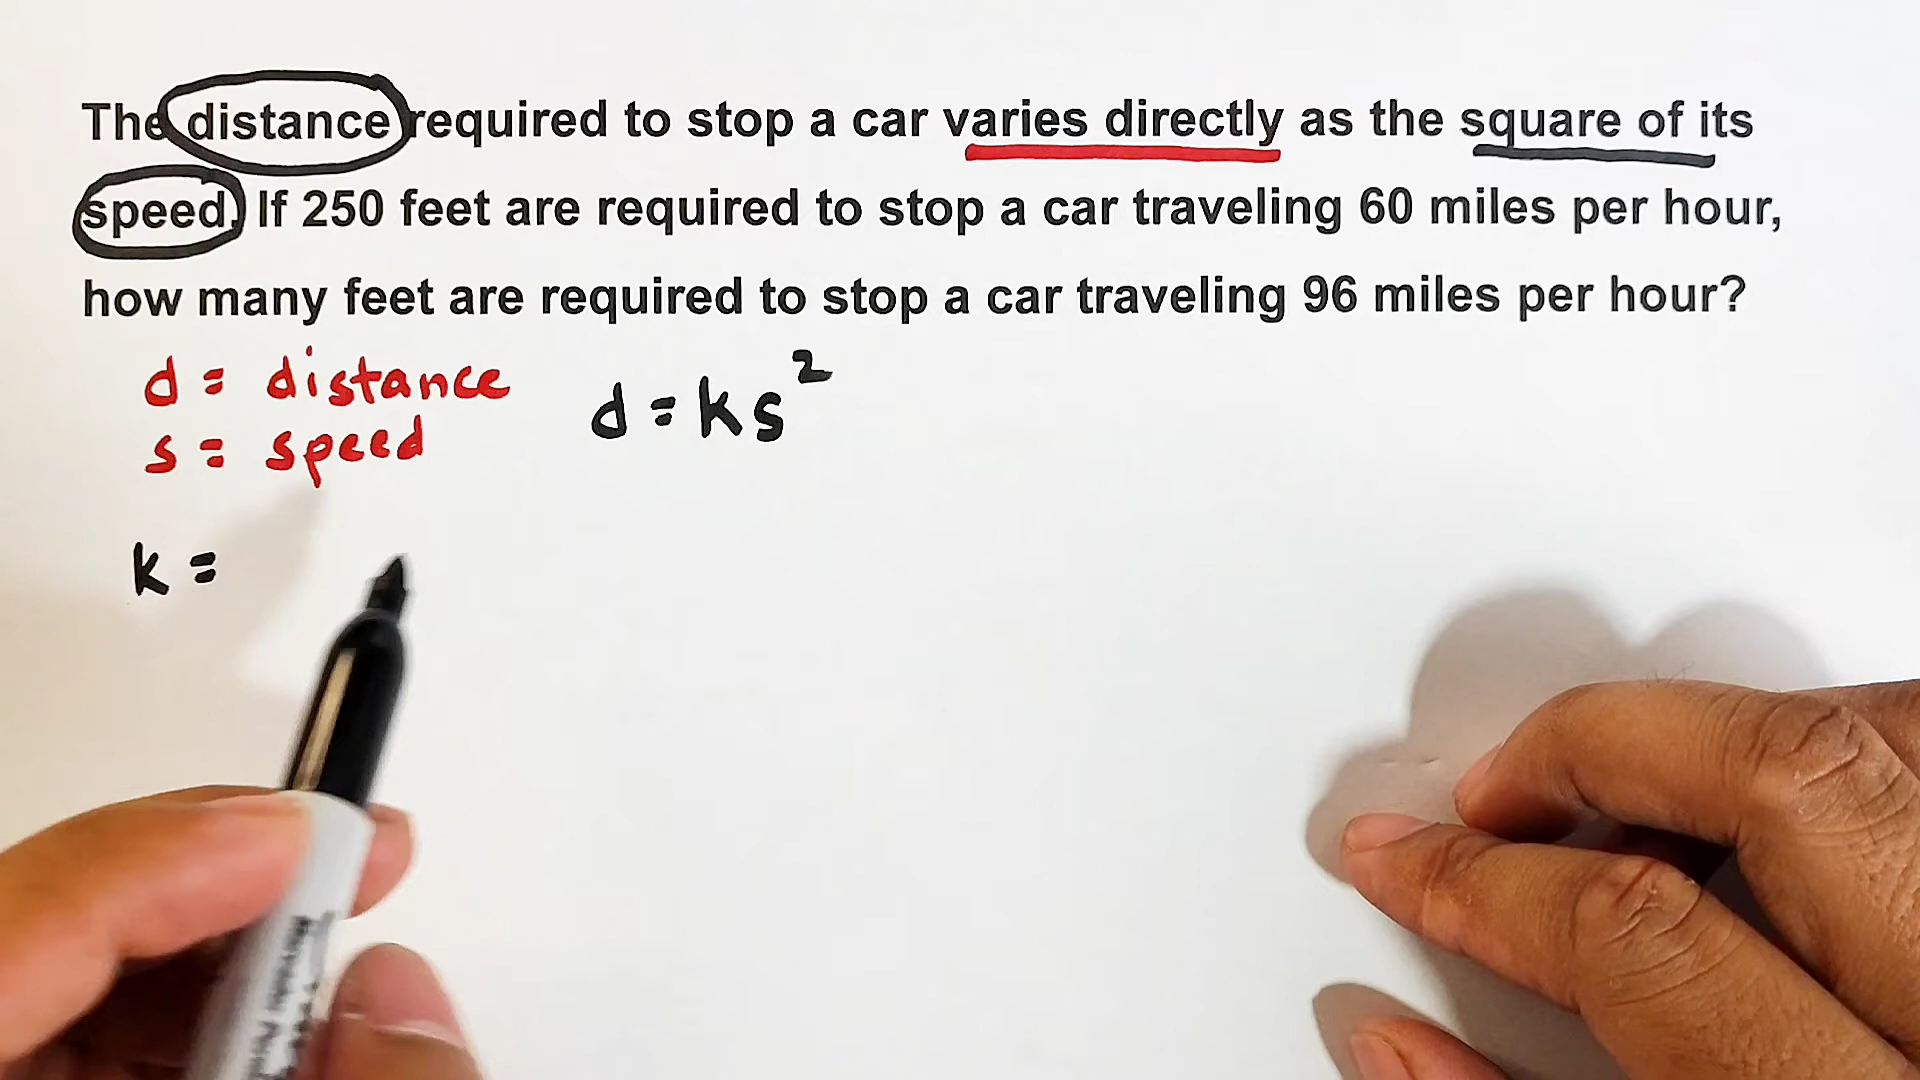 The distance required to stop a car varies directly as the square of its
speed. If 250 feet are required to stop a car traveling 60 miles per hour,
how many feet are required to stop a car traveling 96 miles per hour?
d = distance
s = speed
d = ks²
k =